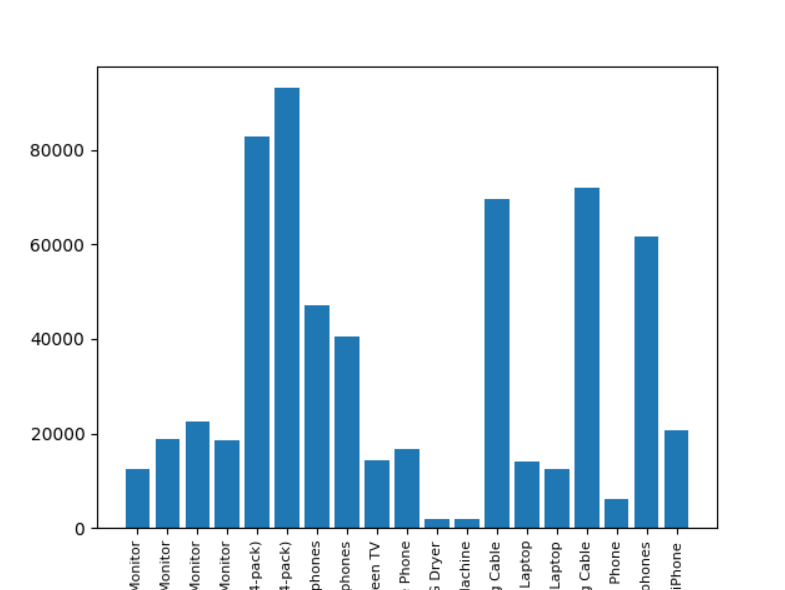 80000
60000
40000
20000
0
Monitor
Monitor
Monitor
Monitor
4-pack)
4-pack)
phones
phones
een TV
Phone
Dryer
achine
Cable
Laptop
Laptop
Cable
Phone
phones
iPhone